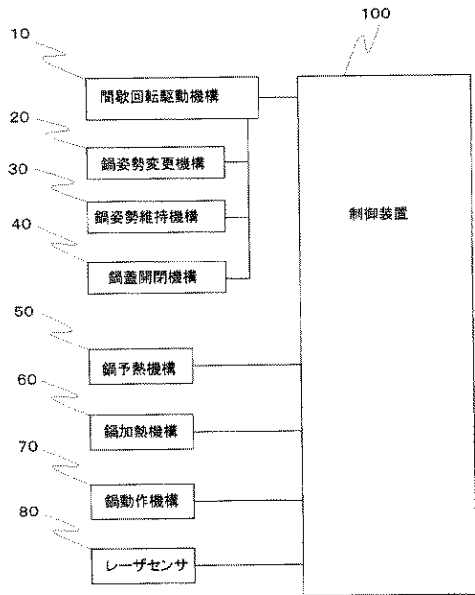 100
10
間歇回転駆動機構
20
鍋姿勢変更機構
30
鍋姿勢維持機構
制御装置
40
鍋蓋開閉機構
50
鍋予熱機構
60
鍋加熱機構
70
鍋動作機構
80
レーザセンサ